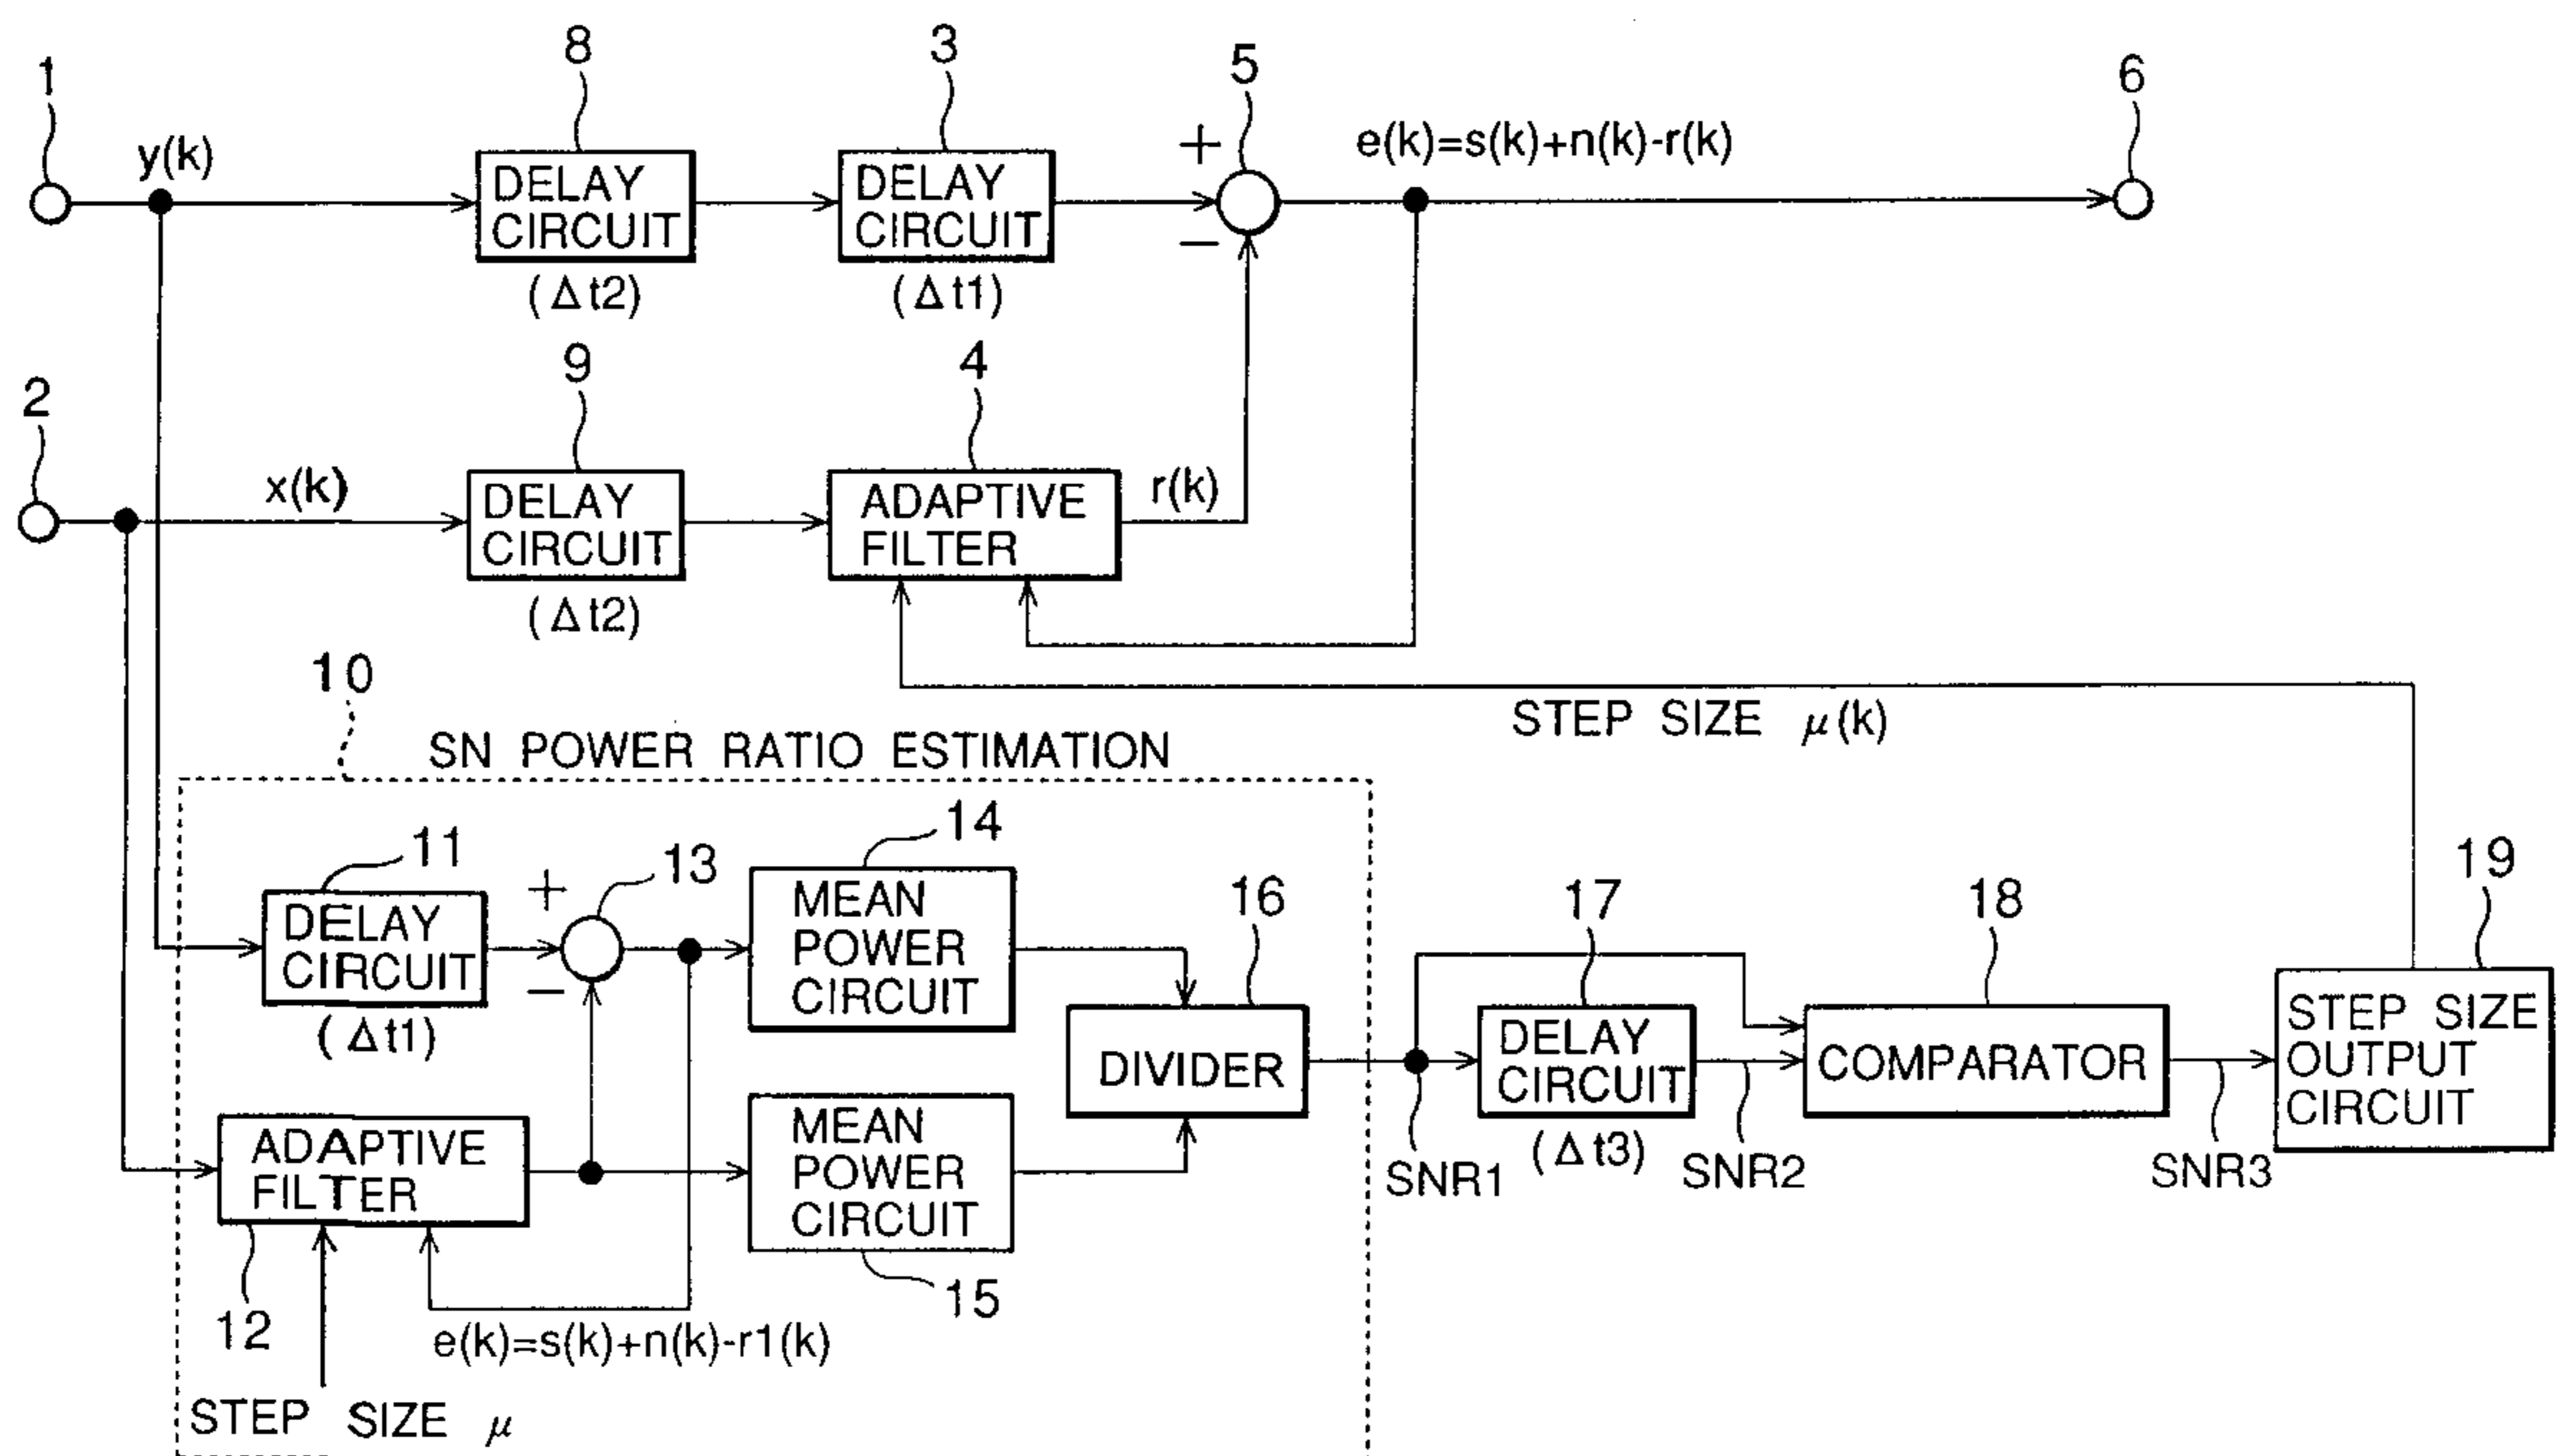 8
3
5
6
1
y(k)
+
e(k)=s(k)+n(k)-r(k)
DELAY
CIRCUIT
(Δt2)
DELAY
CIRCUIT
(Δt1)
−
2
9
4
x(k)
DELAY
CIRCUIT
(Δt2)
ADAPTIVE
FILTER
r(k)
10
SN POWER RATIO ESTIMATION
STEP SIZE μ(k)
11
+
13
14
DELAY
CIRCUIT
(Δt1)
−
MEAN
POWER
CIRCUIT
16
DIVIDER
17
18
19
DELAY
CIRCUIT
(Δt3)
COMPARATOR
STEP SIZE
OUTPUT
CIRCUIT
SNR1
SNR2
SNR3
ADAPTIVE
FILTER
MEAN
POWER
CIRCUIT
12
15
e(k)=s(k)+n(k)-r1(k)
STEP SIZE μ